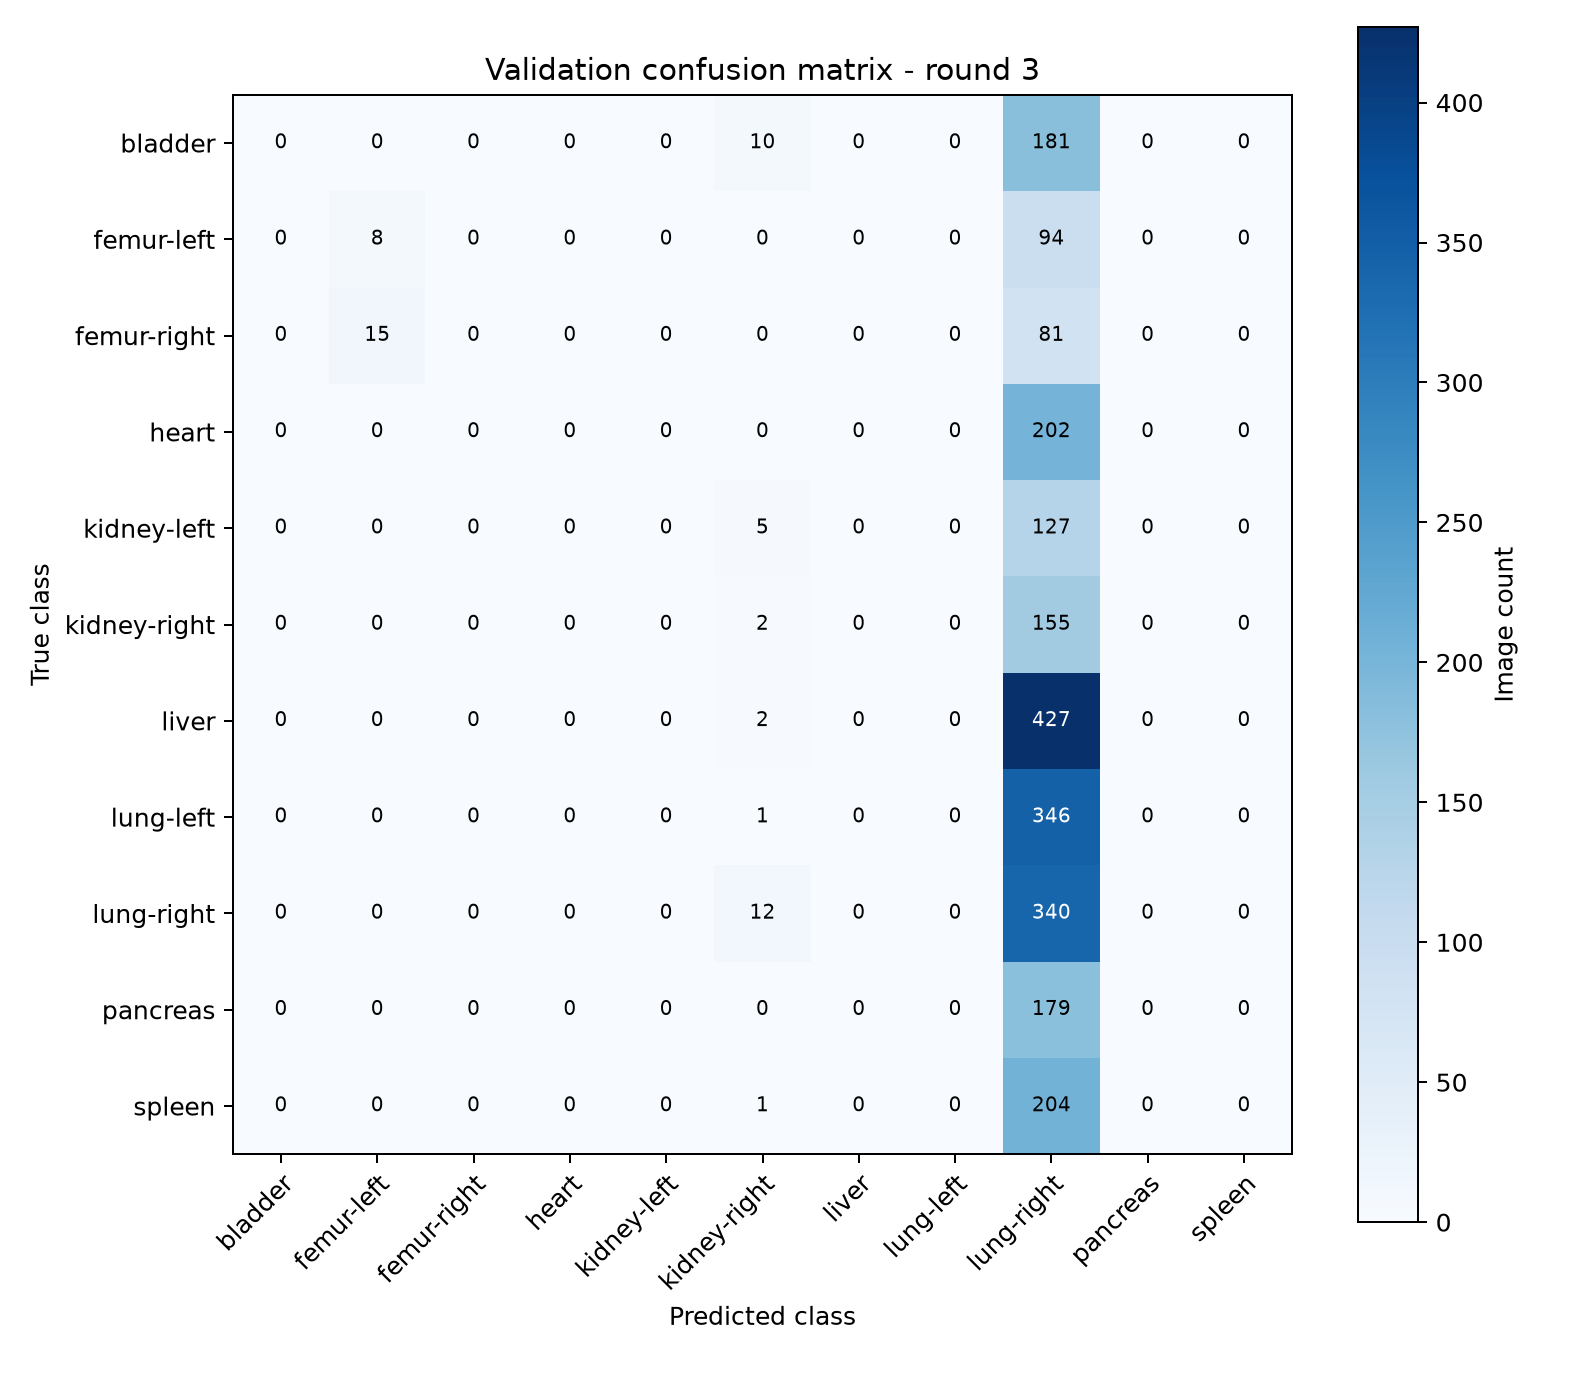 Validation confusion matrix - round 3
bladder 0 0 0 0 0 10 0 0 181 0 0
femur-left 0 8 0 0 0 0 0 0 94 0 0
femur-right 0 15 0 0 0 0 0 0 81 0 0
heart 0 0 0 0 0 0 0 0 202 0 0
kidney-left 0 0 0 0 0 5 0 0 127 0 0
kidney-right 0 0 0 0 0 2 0 0 155 0 0
liver 0 0 0 0 0 2 0 0 427 0 0
lung-left 0 0 0 0 0 1 0 0 346 0 0
lung-right 0 0 0 0 0 12 0 0 340 0 0
pancreas 0 0 0 0 0 0 0 0 179 0 0
spleen 0 0 0 0 0 1 0 0 204 0 0
True class
bladder
femur-left
femur-right
heart
kidney-left
kidney-right
liver
lung-left
lung-right
pancreas
spleen
Predicted class
400
350
300
250
200
150
100
50
0
Image count